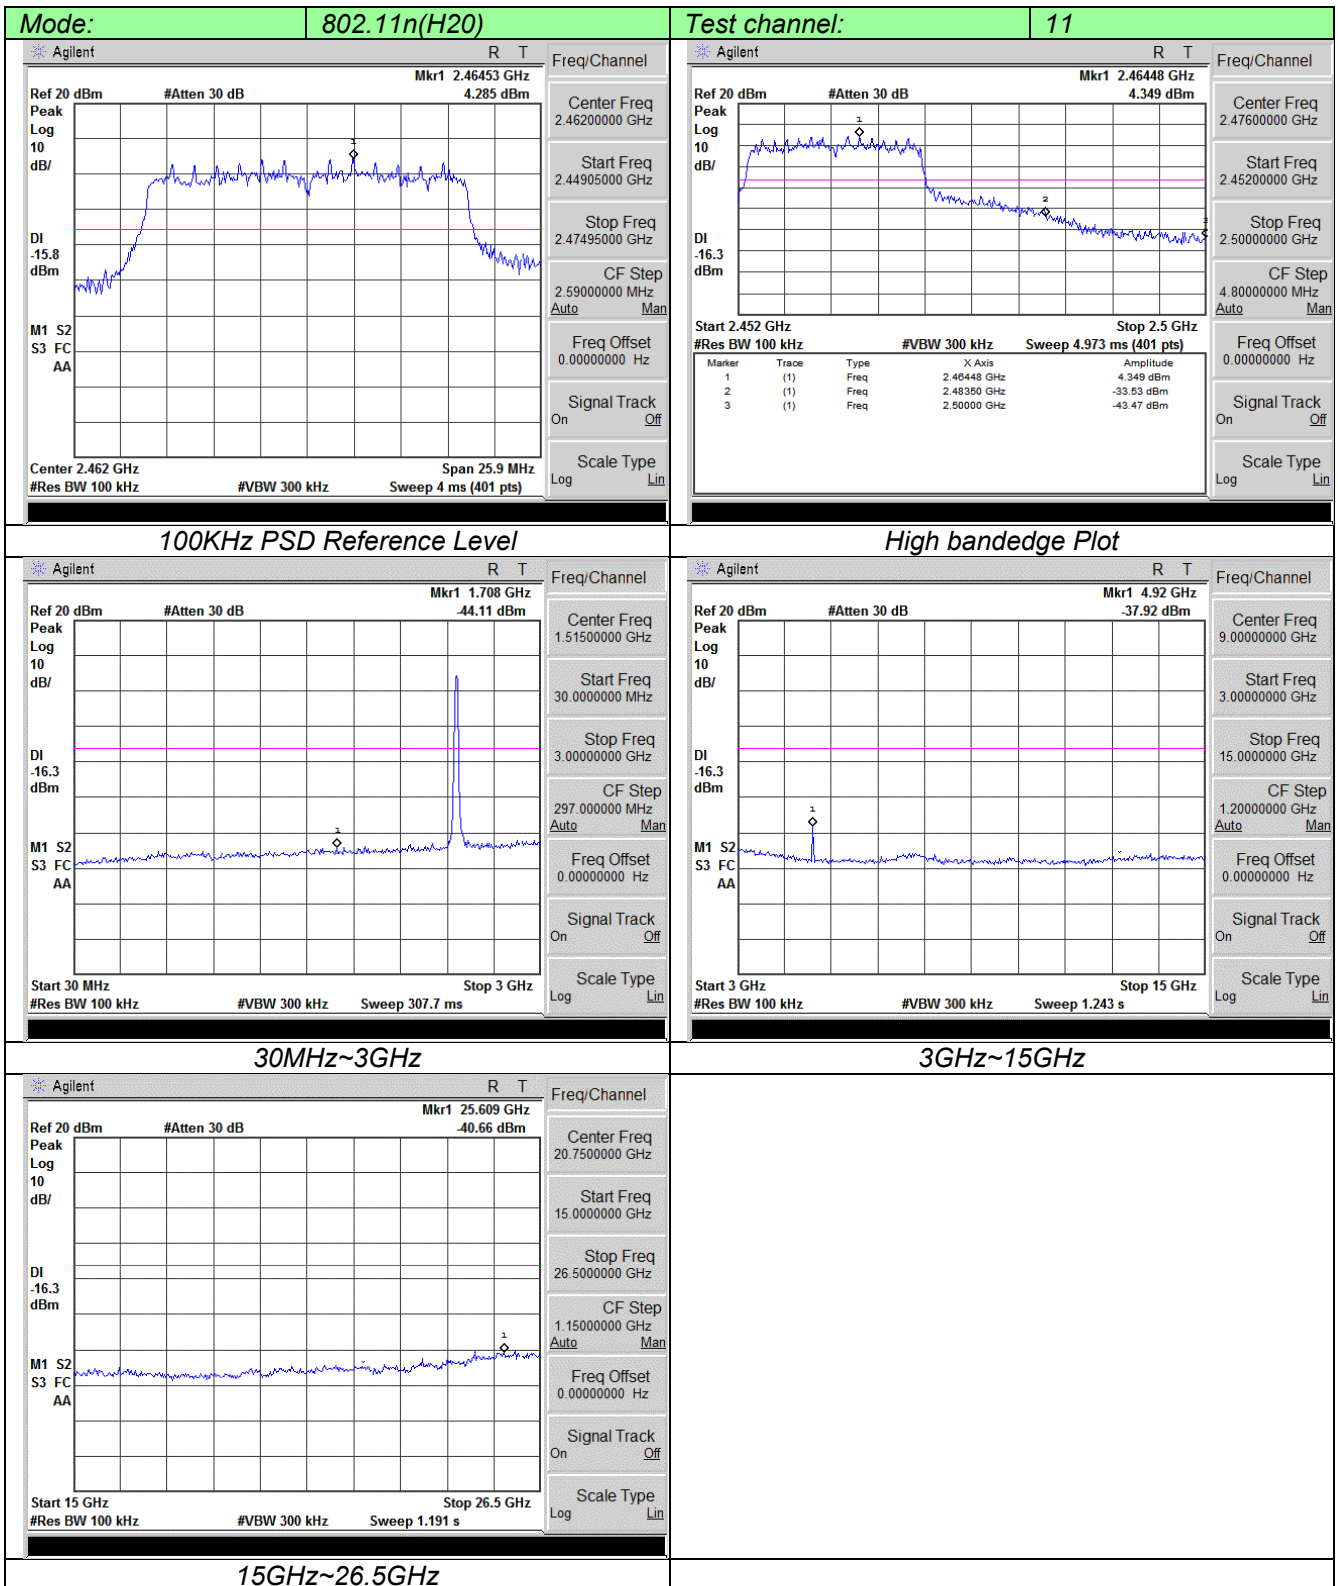 Mode: 802.11n(H20) Test channel: 11
Agilent R T
Mkr1 2.46453 GHz
Ref 20 dBm #Atten 30 dB 4.285 dBm
Peak
Log
10
dB/
1
DI
-15.8
dBm
M1 S2
S3 FC
AA
Center 2.462 GHz Span 25.9 MHz
#Res BW 100 kHz #VBW 300 kHz Sweep 4 ms (401 pts)
Freq/Channel
Center Freq
2.46200000 GHz
Start Freq
2.44905000 GHz
Stop Freq
2.47495000 GHz
CF Step
2.59000000 MHz
Auto Man
Freq Offset
0.00000000 Hz
Signal Track
On Off
Scale Type
Log Lin
100KHz PSD Reference Level
Agilent R T
Mkr1 2.46448 GHz
Ref 20 dBm #Atten 30 dB 4.349 dBm
Peak
Log
10
dB/
1
2
3
DI
-16.3
dBm
Start 2.452 GHz Stop 2.5 GHz
#Res BW 100 kHz #VBW 300 kHz Sweep 4.973 ms (401 pts)
Marker Trace Type X Axis Amplitude
1 (1) Freq 2.46448 GHz 4.349 dBm
2 (1) Freq 2.48350 GHz -33.53 dBm
3 (1) Freq 2.50000 GHz -43.47 dBm
Freq/Channel
Center Freq
2.47600000 GHz
Start Freq
2.45200000 GHz
Stop Freq
2.50000000 GHz
CF Step
4.80000000 MHz
Auto Man
Freq Offset
0.00000000 Hz
Signal Track
On Off
Scale Type
Log Lin
High bandedge Plot
Agilent R T
Mkr1 1.708 GHz
Ref 20 dBm #Atten 30 dB -44.11 dBm
Peak
Log
10
dB/
DI
-16.3
dBm
1
M1 S2
S3 FC
AA
Start 30 MHz Stop 3 GHz
#Res BW 100 kHz #VBW 300 kHz Sweep 307.7 ms
Freq/Channel
Center Freq
1.51500000 GHz
Start Freq
30.0000000 MHz
Stop Freq
3.00000000 GHz
CF Step
297.000000 MHz
Auto Man
Freq Offset
0.00000000 Hz
Signal Track
On Off
Scale Type
Log Lin
30MHz~3GHz
Agilent R T
Mkr1 4.92 GHz
Ref 20 dBm #Atten 30 dB -37.92 dBm
Peak
Log
10
dB/
DI
-16.3
dBm
1
M1 S2
S3 FC
AA
Start 3 GHz Stop 15 GHz
#Res BW 100 kHz #VBW 300 kHz Sweep 1.243 s
Freq/Channel
Center Freq
9.00000000 GHz
Start Freq
3.00000000 GHz
Stop Freq
15.0000000 GHz
CF Step
1.20000000 GHz
Auto Man
Freq Offset
0.00000000 Hz
Signal Track
On Off
Scale Type
Log Lin
3GHz~15GHz
Agilent R T
Mkr1 25.609 GHz
Ref 20 dBm #Atten 30 dB -40.66 dBm
Peak
Log
10
dB/
DI
-16.3
dBm
1
M1 S2
S3 FC
AA
Start 15 GHz Stop 26.5 GHz
#Res BW 100 kHz #VBW 300 kHz Sweep 1.191 s
Freq/Channel
Center Freq
20.7500000 GHz
Start Freq
15.0000000 GHz
Stop Freq
26.5000000 GHz
CF Step
1.15000000 GHz
Auto Man
Freq Offset
0.00000000 Hz
Signal Track
On Off
Scale Type
Log Lin
15GHz~26.5GHz